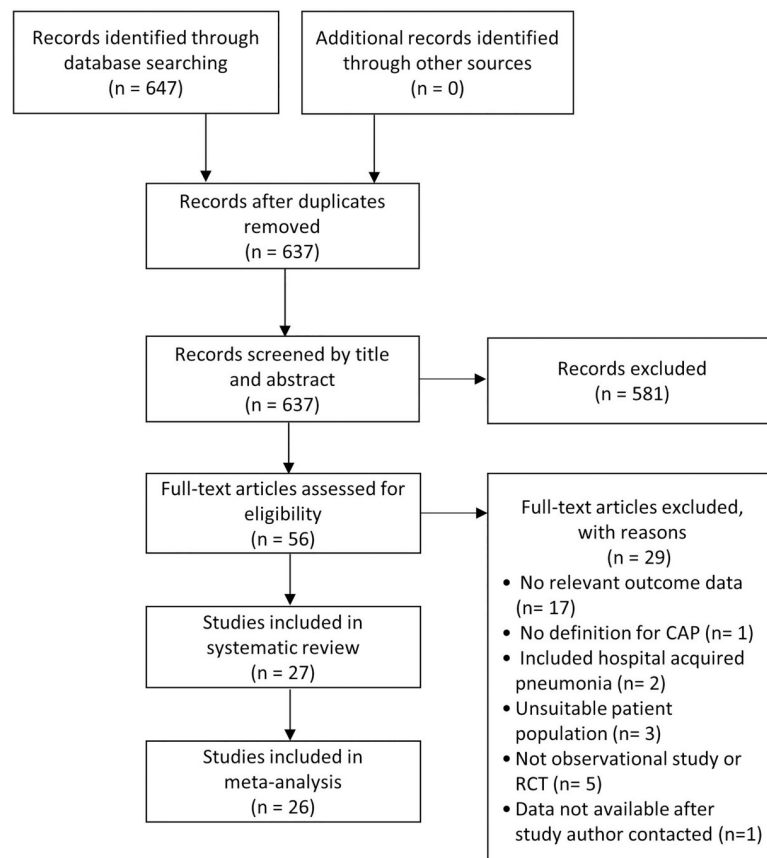 Records identified through
database searching
(n = 647)
Additional records identified
through other sources
(n = 0)
Records after duplicates
removed
(n = 637)
Records screened by title
and abstract
(n = 637)
Records excluded
(n = 581)
Full-text articles assessed for
eligibility
(n = 56)
Full-text articles excluded,
with reasons
(n = 29)
• No relevant outcome data
(n= 17)
• No definition for CAP (n= 1)
• Included hospital acquired
pneumonia (n= 2)
• Unsuitable patient
population (n= 3)
• Not observational study or
RCT (n= 5)
• Data not available after
study author contacted (n=1)
Studies included in
systematic review
(n = 27)
Studies included in
meta-analysis
(n = 26)